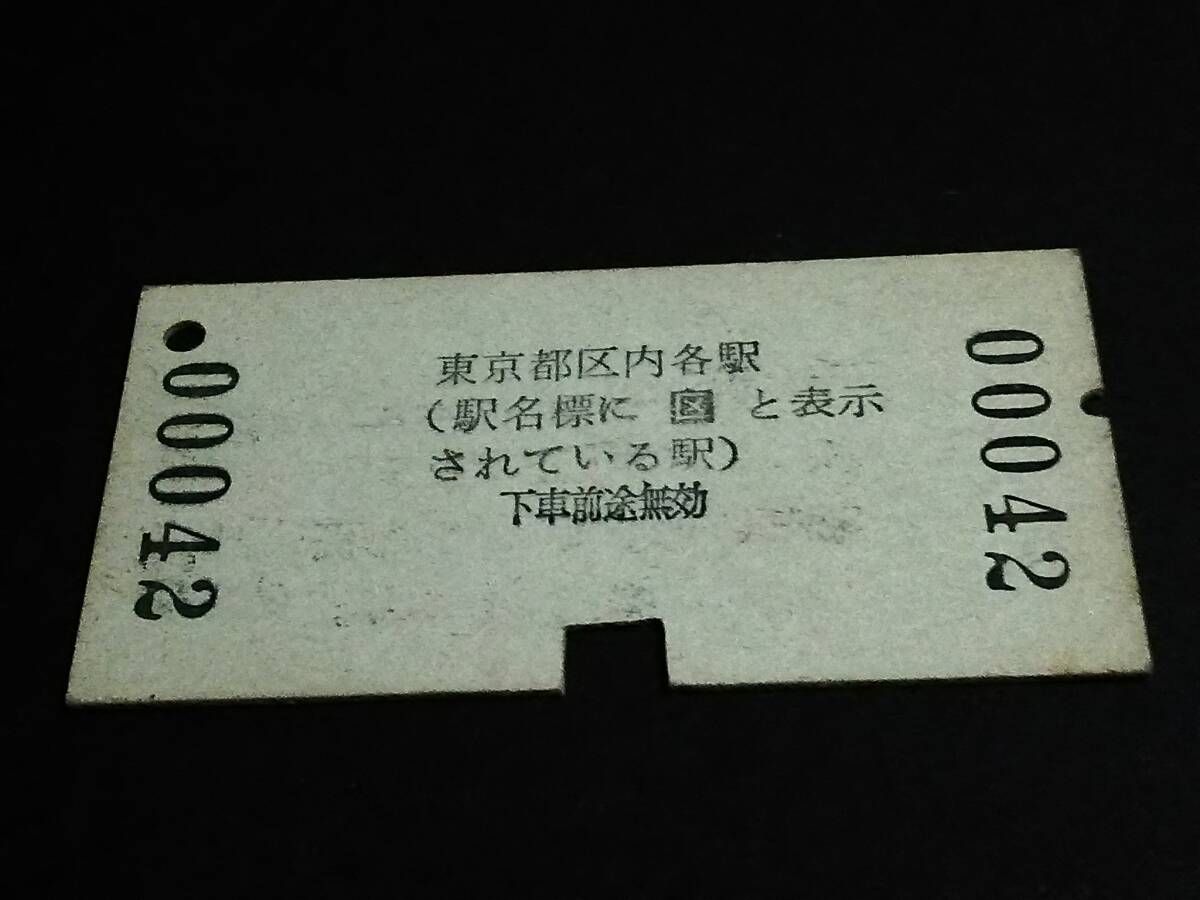 東京都区内各駅
(駅名標に 区 と表示
されている駅)
下車前途無効
00042
00042